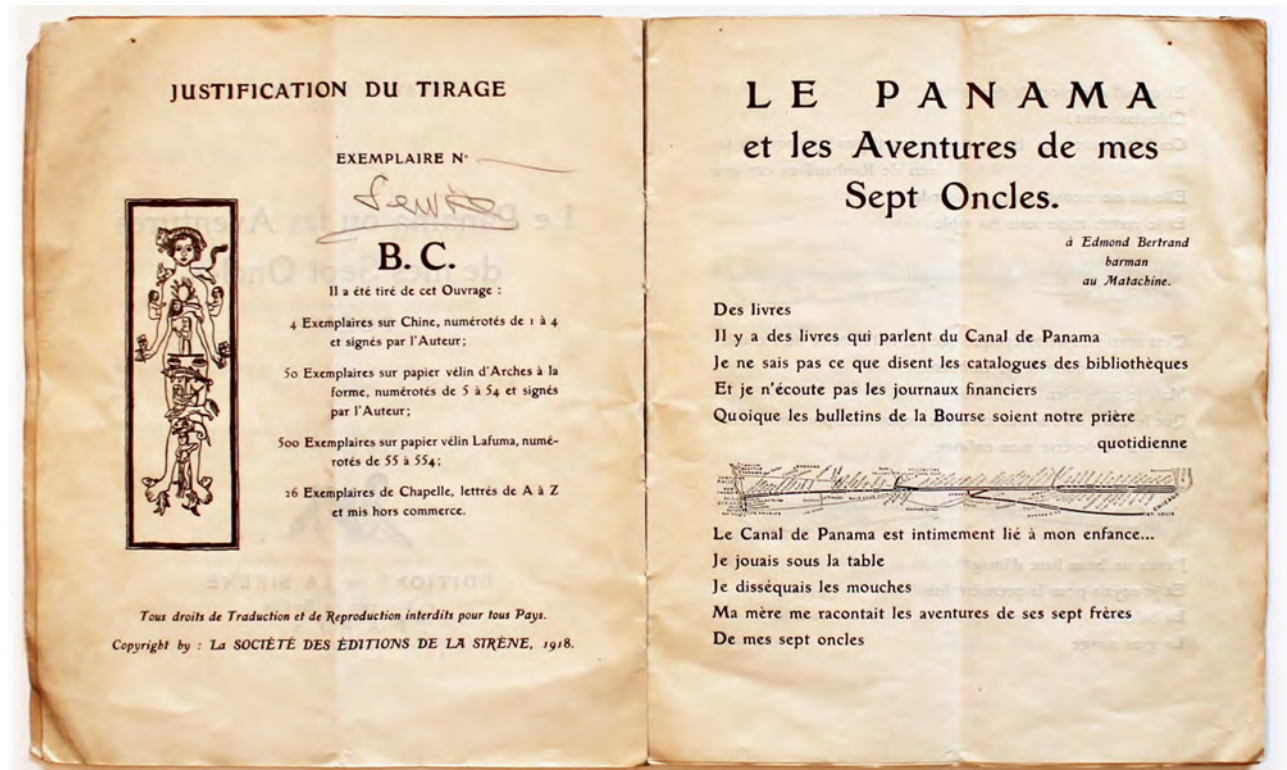 JUSTIFICATION DU TIRAGE
EXEMPLAIRE N°
B. C.
Il a été tiré de cet Ouvrage :
4 Exemplaires sur Chine, numérotés de 1 à 4
et signés par l'Auteur;
50 Exemplaires sur papier vélin d'Arches à la
forme, numérotés de 5 à 54 et signés
par l'Auteur;
500 Exemplaires sur papier vélin Lafuma, numé-
rotés de 55 à 554;
26 Exemplaires de Chapelle, lettrés de A à Z
et mis hors commerce.
Tous droits de Traduction et de Reproduction interdits pour tous Pays.
Copyright by : La SOCIÉTÉ DES ÉDITIONS DE LA SIRÈNE, 1918.
LE PANAMA
et les Aventures de mes
Sept Oncles.
à Edmond Bertrand
barman
au Matachine.
Des livres
Il y a des livres qui parlent du Canal de Panama
Je ne sais pas ce que disent les catalogues des bibliothèques
Et je n'écoute pas les journaux financiers
Quoique les bulletins de la Bourse soient notre prière
quotidienne
CHICAGO
ST. LOUIS
Le Canal de Panama est intimement lié à mon enfance...
Je jouais sous la table
Je disséquais les mouches
Ma mère me racontait les aventures de ses sept frères
De mes sept oncles